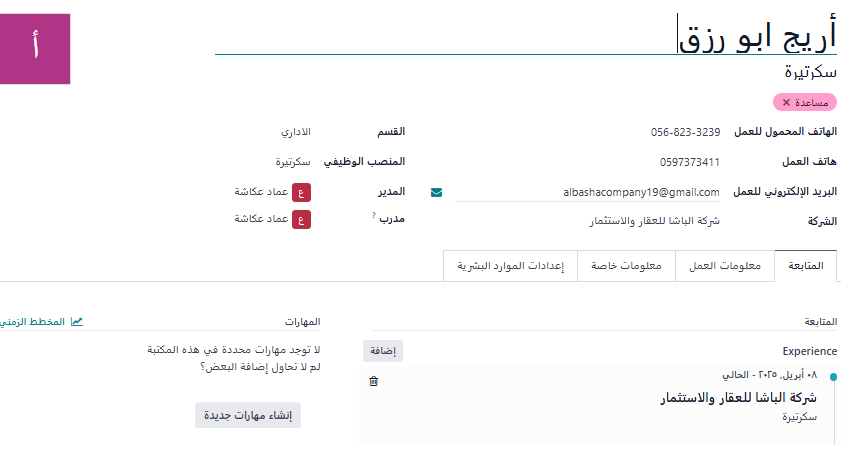 أ
أريج ابو رزق
سكرتيرة
مساعدة ×
الهاتف المحمول للعمل 056-823-3239
هاتف العمل 0597373411
البريد الإلكتروني للعمل albashacompany19@gmail.com
الشركة شركة الباشا للعقار والاستثمار
القسم الاداري
المنصب الوظيفي سكرتيرة
المدير ع عماد عكاشة
مدرب ? ع عماد عكاشة
المتابعة معلومات العمل معلومات خاصة إعدادات الموارد البشرية
المتابعة
Experience إضافة
٠٨ أبريل, ٢٠٢٥ - الحالي
شركة الباشا للعقار والاستثمار
سكرتيرة
المهارات المخطط الزمني
لا توجد مهارات محددة في هذه المكتبة
لم لا تحاول إضافة البعض؟
إنشاء مهارات جديدة